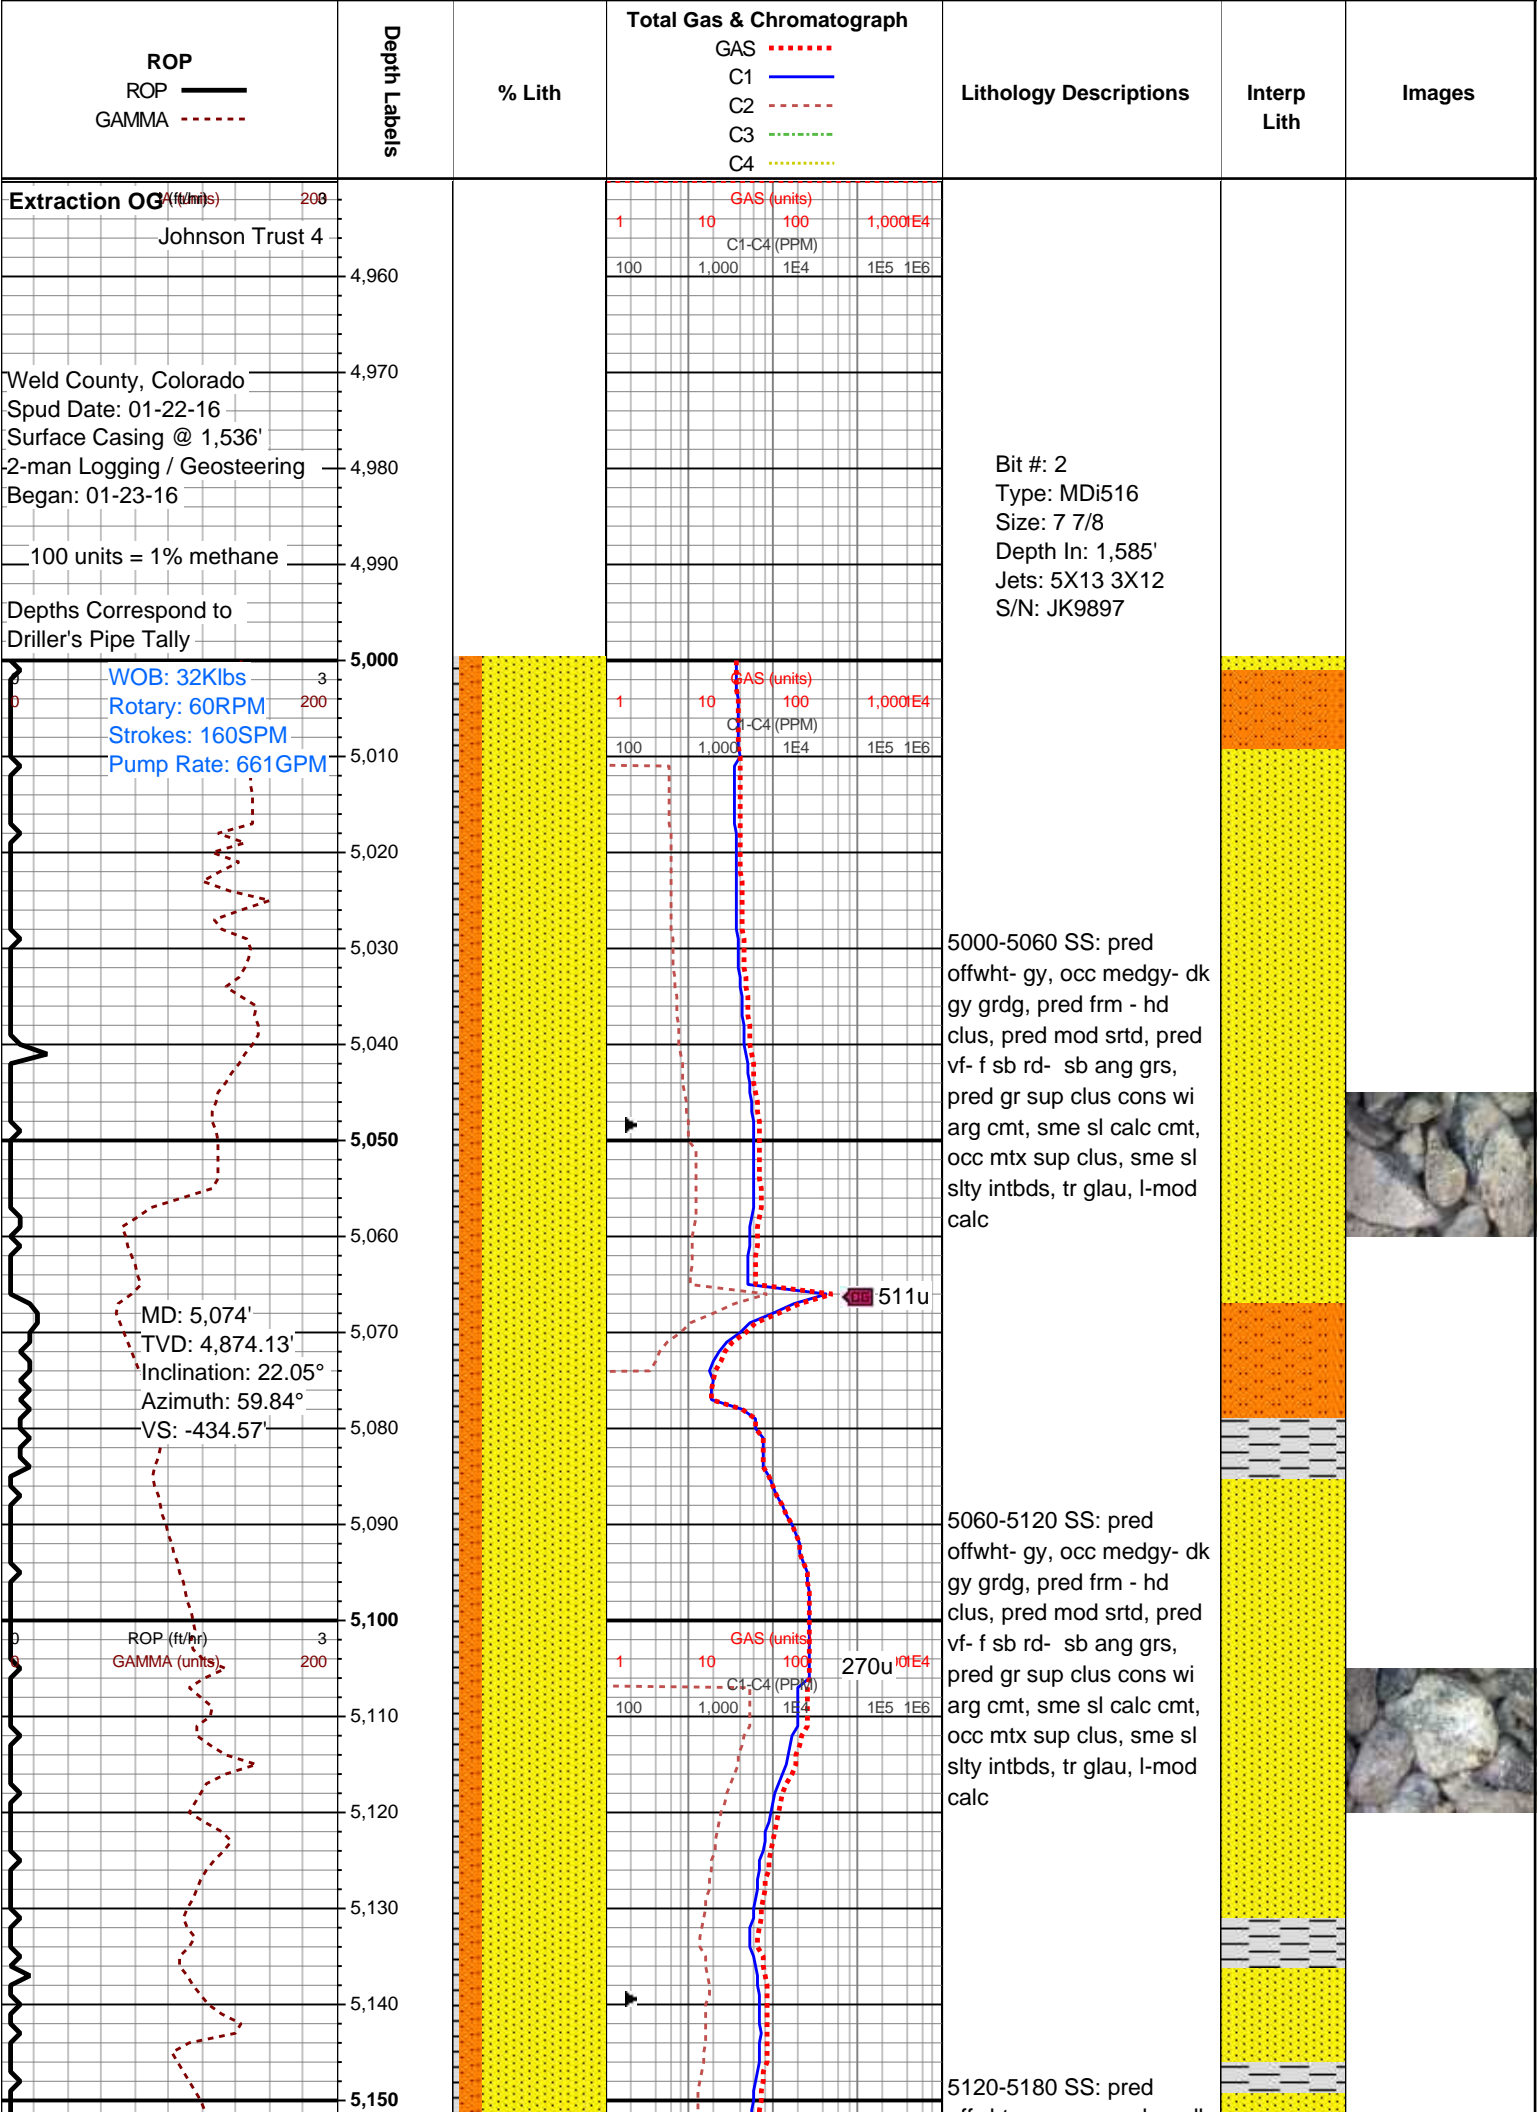 ROP
ROP
GAMMA
Depth Labels
% Lith
Total Gas & Chromatograph
GAS
C1
C2
C3
C4
Lithology Descriptions
Interp
Lith
Images
Extraction OG
Johnson Trust 4
GAS (units)
1 10 100 1,000 1E4
C1-C4 (PPM)
100 1,000 1E4 1E5 1E6
4,960
4,970
Weld County, Colorado
Spud Date: 01-22-16
Surface Casing @ 1,536'
2-man Logging / Geosteering
Began: 01-23-16
4,980
Bit #: 2
Type: MDi516
Size: 7 7/8
Depth In: 1,585'
Jets: 5X13 3X12
S/N: JK9897
100 units = 1% methane
4,990
Depths Correspond to
Driller's Pipe Tally
5,000
WOB: 32Klbs
Rotary: 60RPM
Strokes: 160SPM
Pump Rate: 661GPM
0 3
0 200
GAS (units)
1 10 100 1,000 1E4
C1-C4 (PPM)
100 1,000 1E4 1E5 1E6
5,010
5,020
5,030
5,040
5,050
5,060
5000-5060 SS: pred
offwht- gy, occ medgy- dk
gy grdg, pred frm - hd
clus, pred mod srtd, pred
vf- f sb rd- sb ang grs,
pred gr sup clus cons wi
arg cmt, sme sl calc cmt,
occ mtx sup clus, sme sl
slty intbds, tr glau, l-mod
calc
511u
MD: 5,074'
TVD: 4,874.13'
Inclination: 22.05°
Azimuth: 59.84°
VS: -434.57'
5,070
5,080
5,090
5,100
0 ROP (ft/hr) 3
0 GAMMA (units) 200
GAS (units)
1 10 100 1E4
270u
C1-C4 (PPM)
100 1,000 1E4 1E5 1E6
5060-5120 SS: pred
offwht- gy, occ medgy- dk
gy grdg, pred frm - hd
clus, pred mod srtd, pred
vf- f sb rd- sb ang grs,
pred gr sup clus cons wi
arg cmt, sme sl calc cmt,
occ mtx sup clus, sme sl
slty intbds, tr glau, l-mod
calc
5,110
5,120
5,130
5,140
5,150
5120-5180 SS: pred